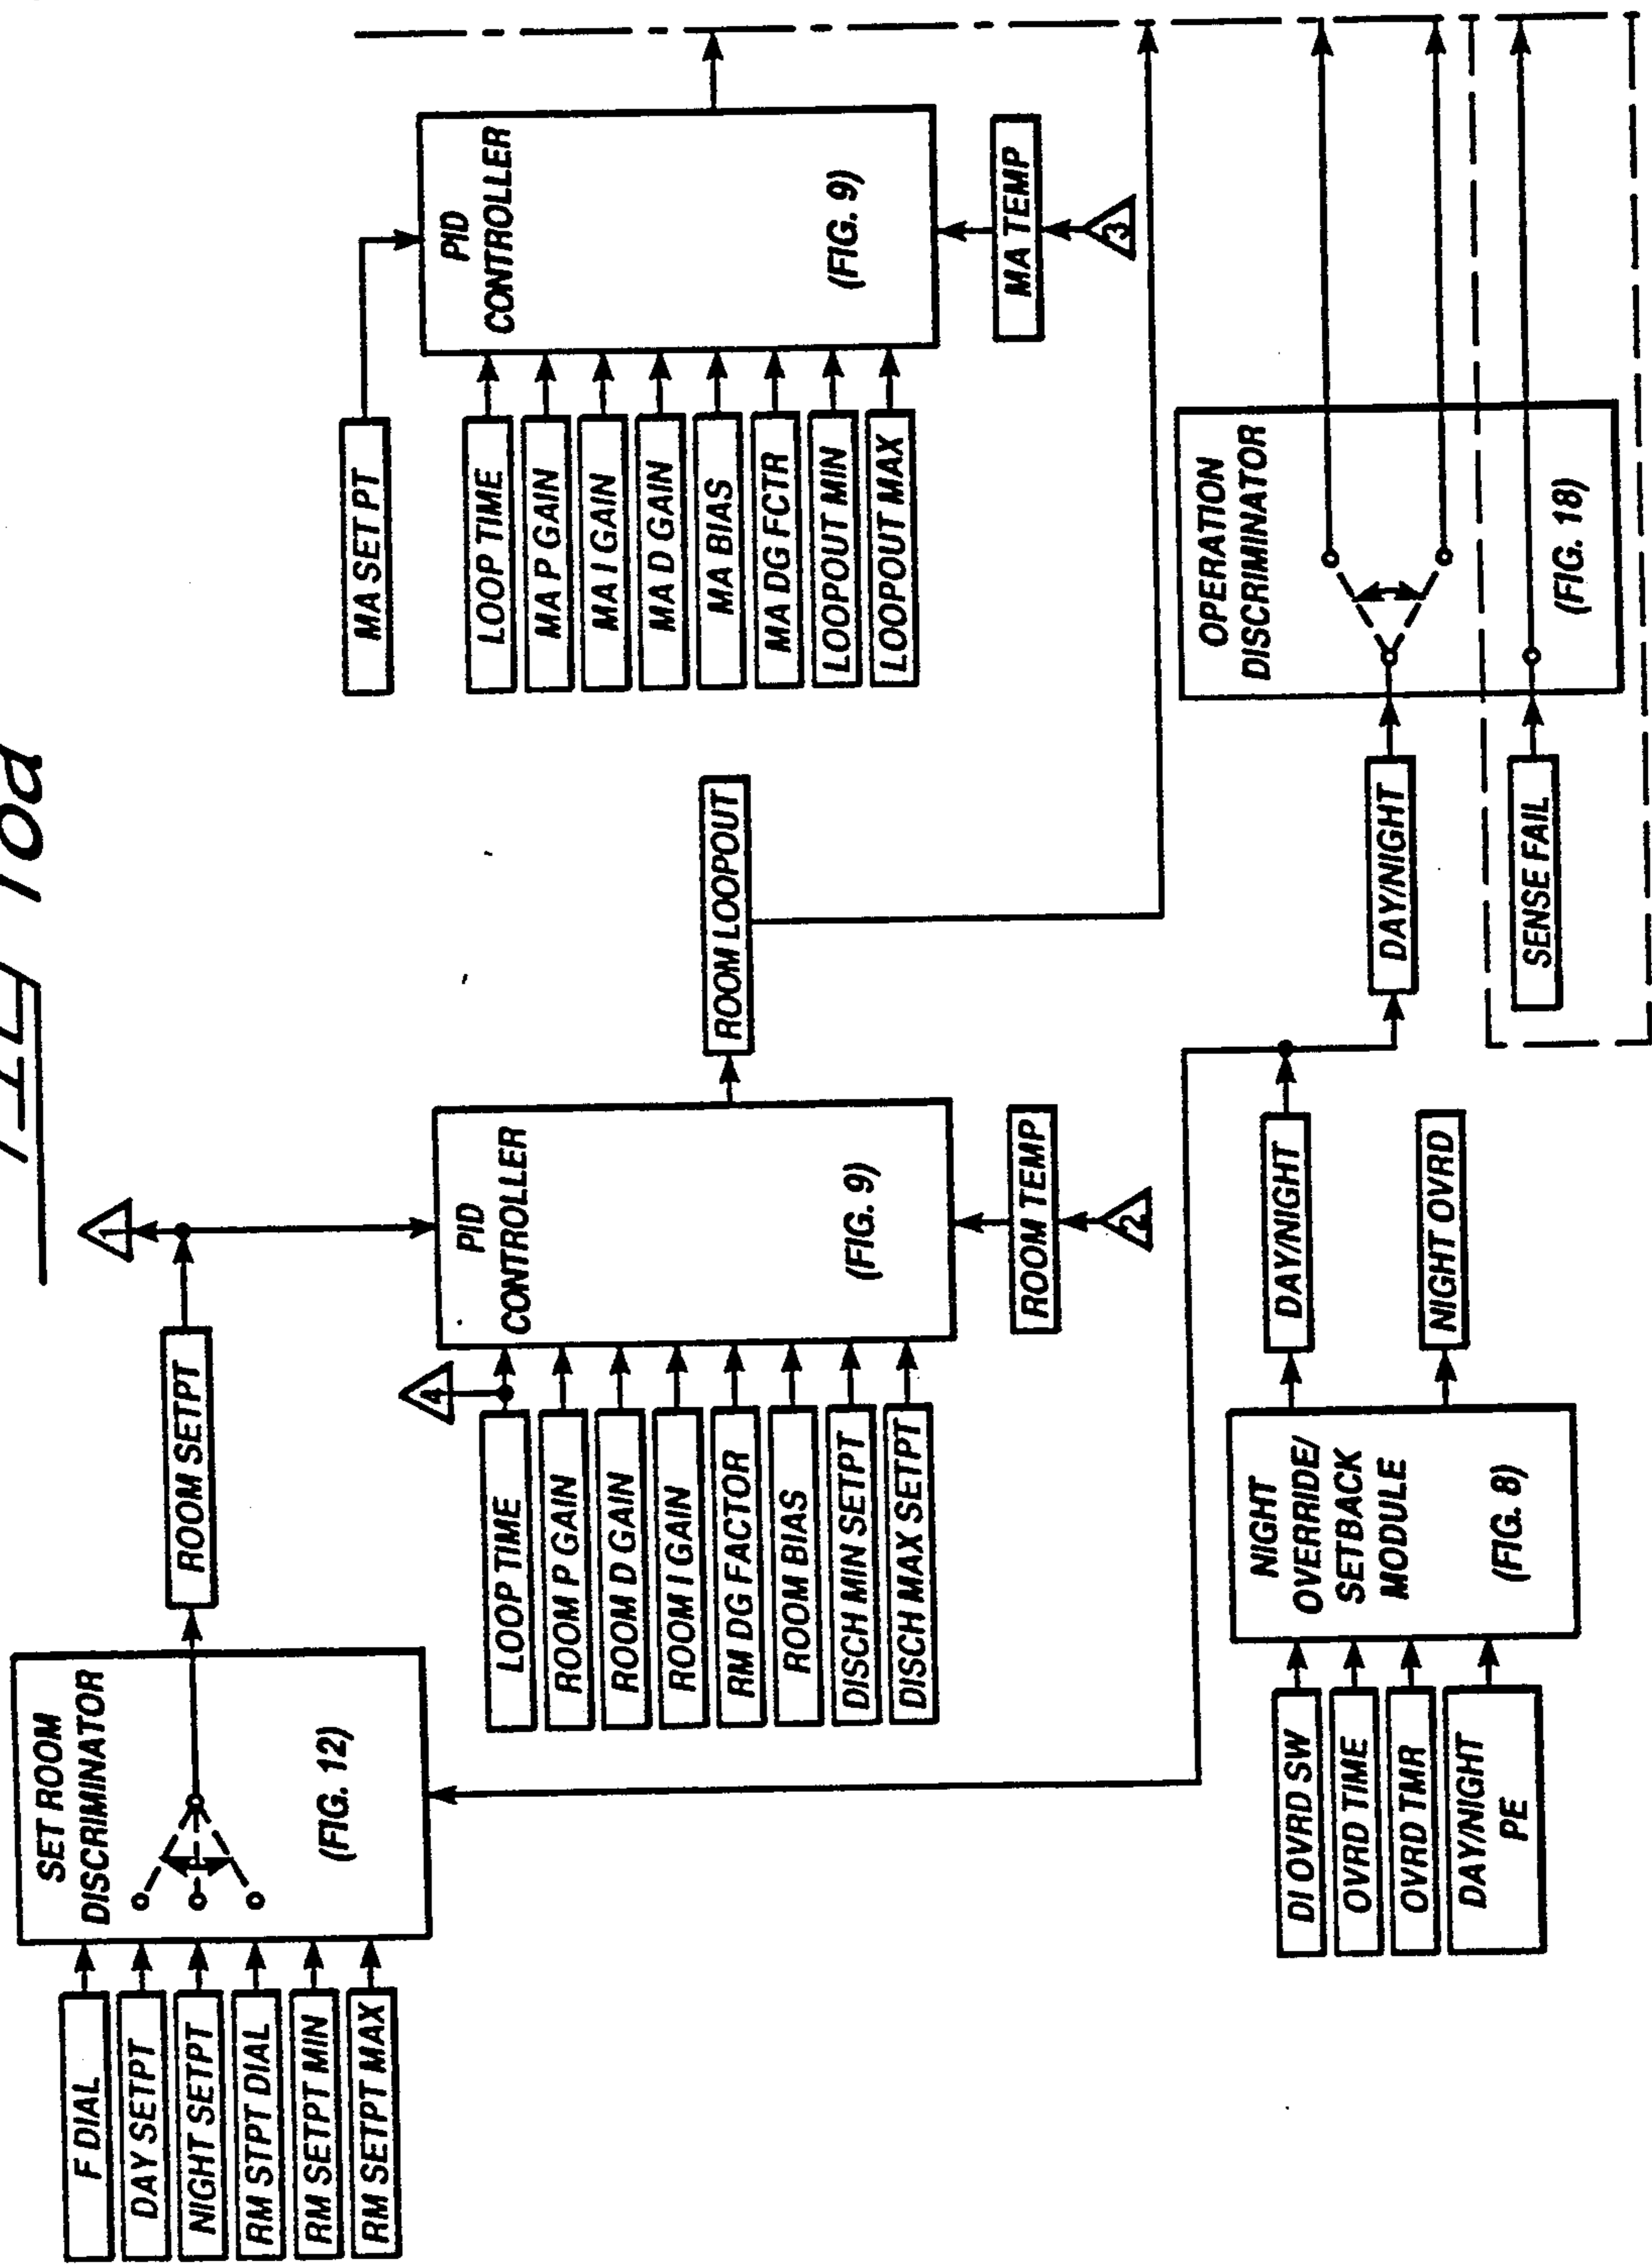 10d
SET ROOM
DISCRIMINATOR
(FIG. 12)
F DIAL
DAY SETPT
NIGHT SETPT
RM STPT DIAL
RM SETPT MIN
RM SETPT MAX
ROOM SETPT
1
4
LOOP TIME
ROOM P GAIN
ROOM D GAIN
ROOM I GAIN
RM DG FACTOR
ROOM BIAS
DISCH MIN SETPT
DISCH MAX SETPT
PID
CONTROLLER
(FIG. 9)
ROOM TEMP
2
ROOM LOOPOUT
MA SET PT
LOOP TIME
MA P GAIN
MA I GAIN
MA D GAIN
MA BIAS
MA DG FCTR
LOOPOUT MIN
LOOPOUT MAX
PID
CONTROLLER
(FIG. 9)
MA TEMP
3
DI OVRD SW
OVRD TIME
OVRD TMR
DAY/NIGHT
PE
NIGHT
OVERRIDE/
SETBACK
MODULE
(FIG. 8)
DAY/NIGHT
NIGHT OVRD
DAY/NIGHT
SENSE FAIL
OPERATION
DISCRIMINATOR
(FIG. 18)